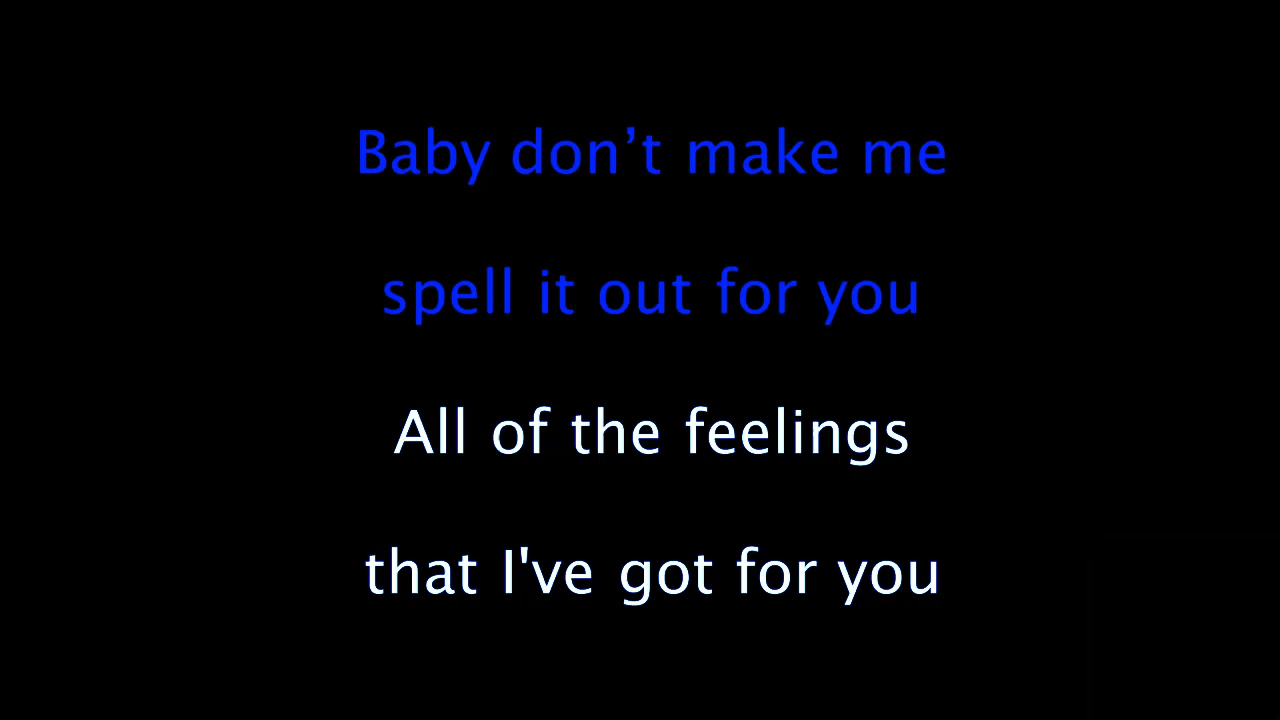 Baby don’t make me
spell it out for you
All of the feelings
that I've got for you